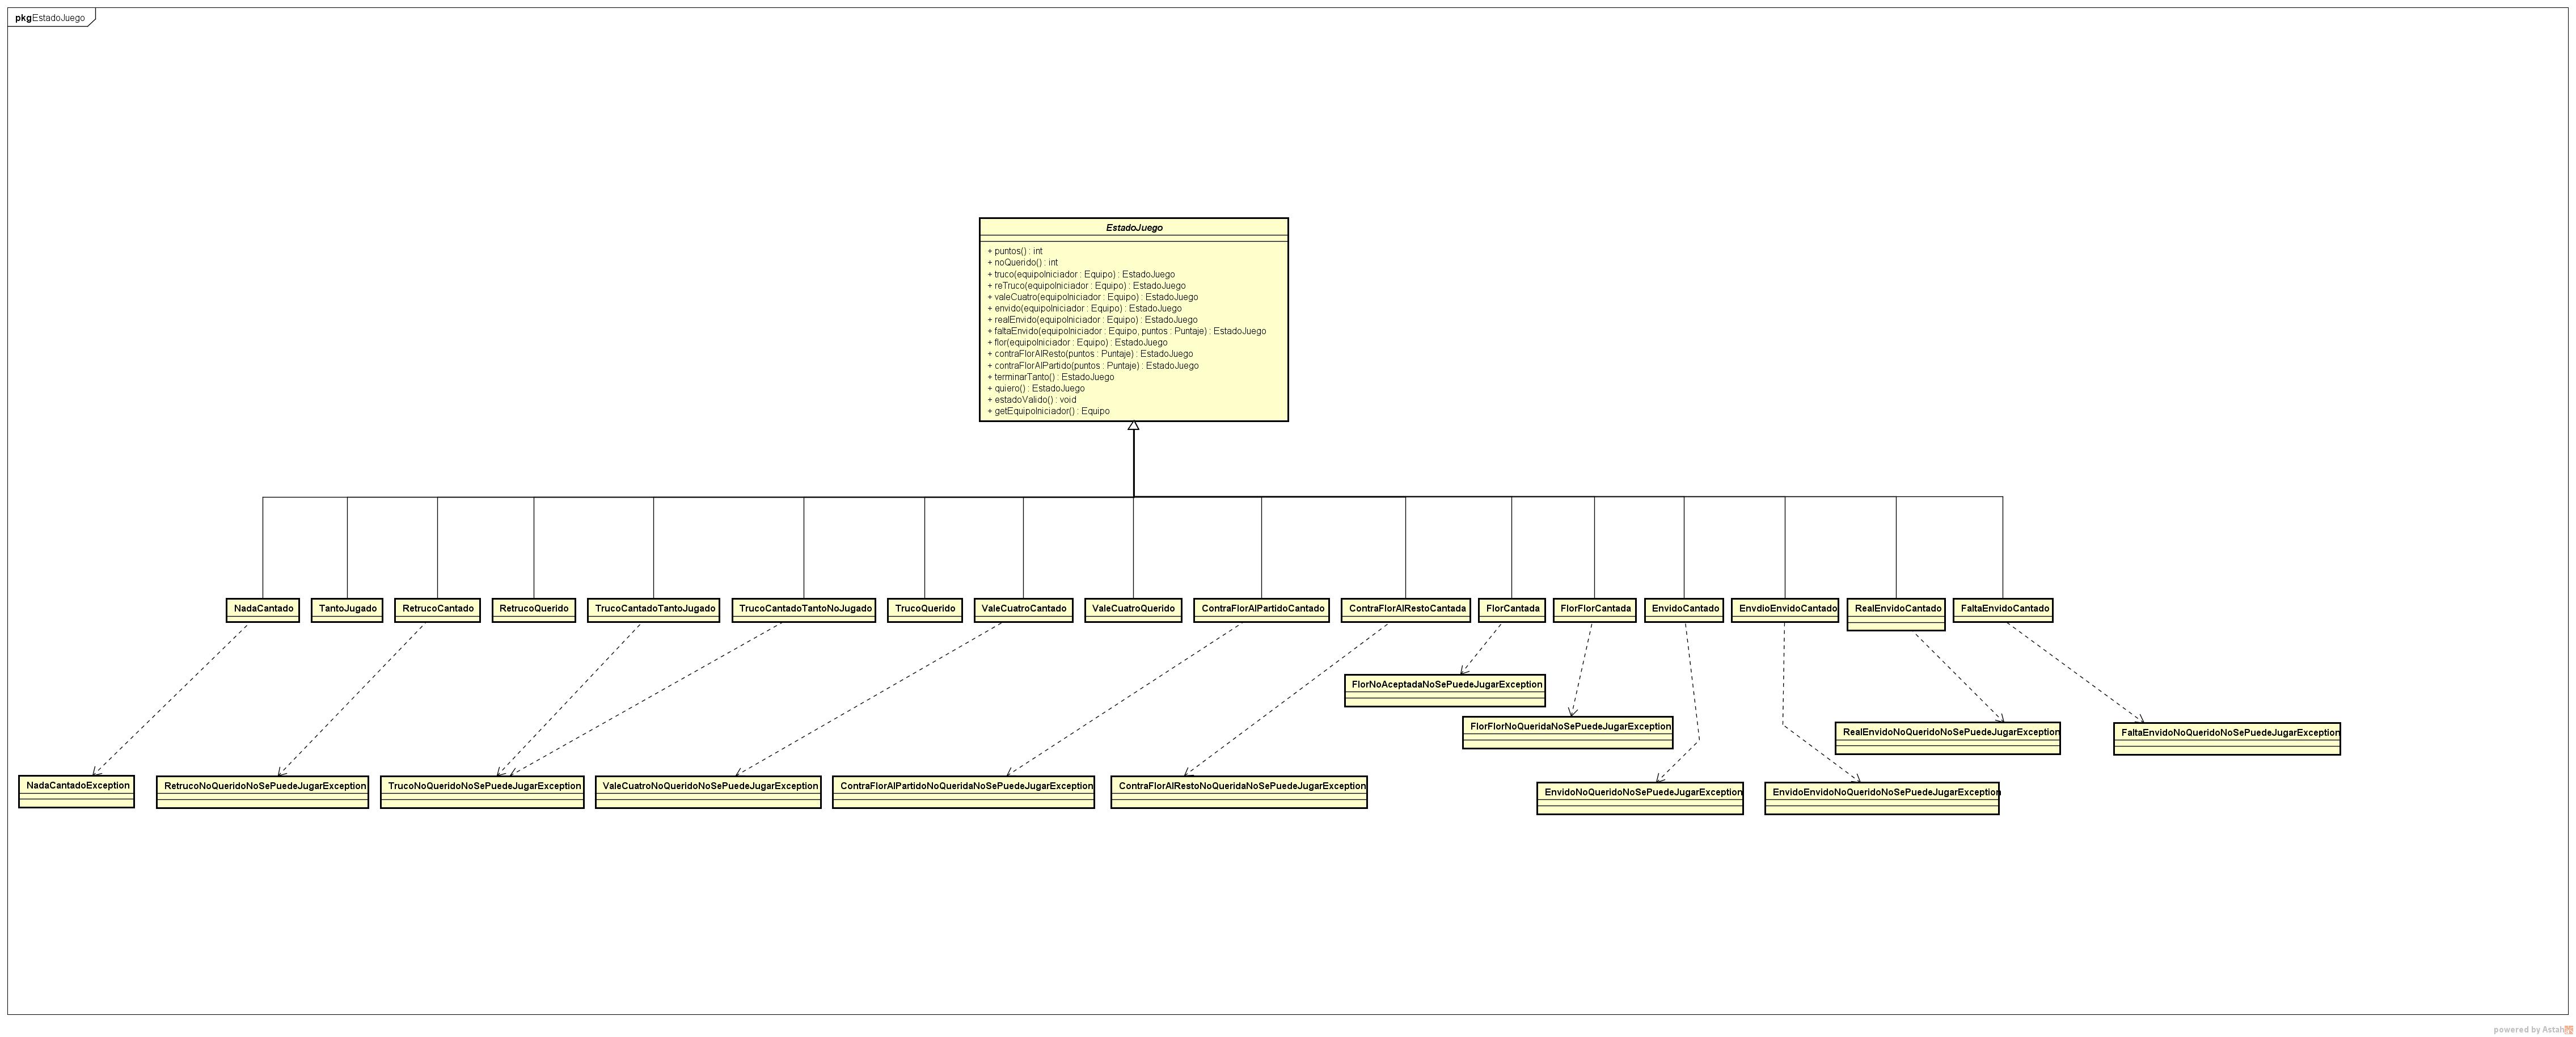 pkg EstadoJuego
EstadoJuego
+ puntos() : int
+ noQuerido() : int
+ truco(equipoIniciador : Equipo) : EstadoJuego
+ reTruco(equipoIniciador : Equipo) : EstadoJuego
+ valeCuatro(equipoIniciador : Equipo) : EstadoJuego
+ envido(equipoIniciador : Equipo) : EstadoJuego
+ realEnvido(equipoIniciador : Equipo) : EstadoJuego
+ faltaEnvido(equipoIniciador : Equipo, puntos : Puntaje) : EstadoJuego
+ flor(equipoIniciador : Equipo) : EstadoJuego
+ contraFlorAlResto(puntos : Puntaje) : EstadoJuego
+ contraFlorAlPartido(puntos : Puntaje) : EstadoJuego
+ terminarTanto() : EstadoJuego
+ quiero() : EstadoJuego
+ estadoValido() : void
+ getEquipoIniciador() : Equipo
NadaCantado
TantoJugado
RetrucoCantado
RetrucoQuerido
TrucoCantadoTantoJugado
TrucoCantadoTantoNoJugado
TrucoQuerido
ValeCuatroCantado
ValeCuatroQuerido
ContraFlorAlPartidoCantado
ContraFlorAlRestoCantada
FlorCantada
FlorFlorCantada
EnvidoCantado
EnvdioEnvidoCantado
RealEnvidoCantado
FaltaEnvidoCantado
FlorNoAceptadaNoSePuedeJugarException
FlorFlorNoQueridaNoSePuedeJugarException
RealEnvidoNoQueridoNoSePuedeJugarException
FaltaEnvidoNoQueridoNoSePuedeJugarException
NadaCantadoException
RetrucoNoQueridoNoSePuedeJugarException
TrucoNoQueridoNoSePuedeJugarException
ValeCuatroNoQueridoNoSePuedeJugarException
ContraFlorAlPartidoNoQueridaNoSePuedeJugarException
ContraFlorAlRestoNoQueridaNoSePuedeJugarException
EnvidoNoQueridoNoSePuedeJugarException
EnvidoEnvidoNoQueridoNoSePuedeJugarException
powered by Astah